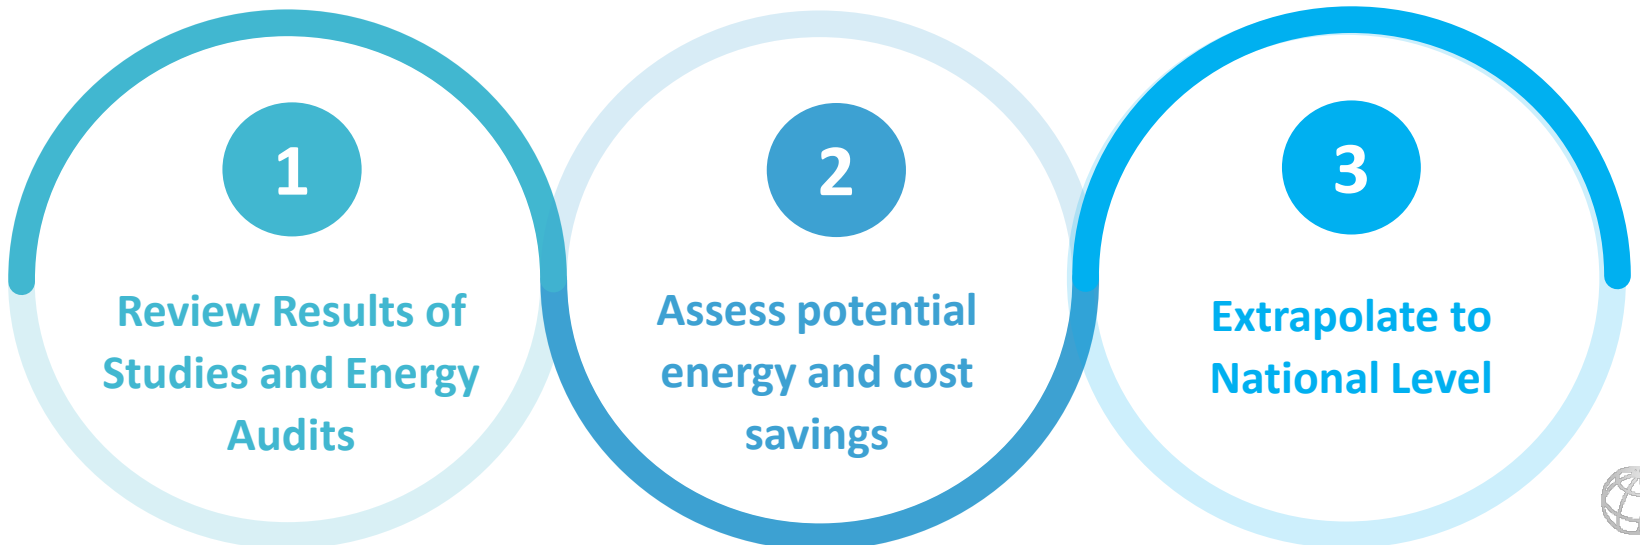 1
Review Results of
Studies and Energy
Audits
2
Assess potential
energy and cost
savings
3
Extrapolate to
National Level